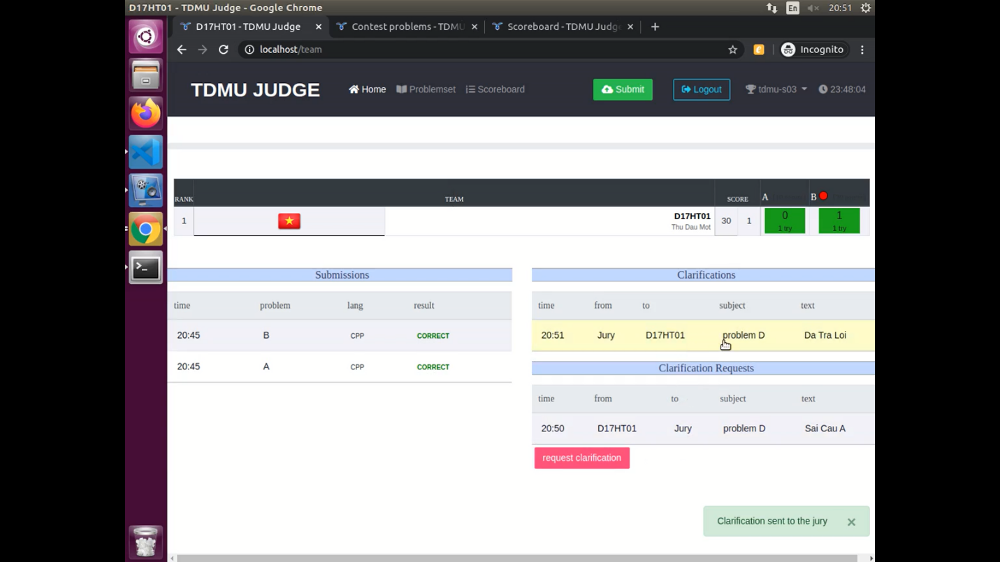 D17HT01 - TDMU Judge - Google Chrome
En
20:51
D17HT01 - TDMU Judge
Contest problems - TDMU
Scoreboard - TDMU Judge
localhost/team
Incognito
TDMU JUDGE
Home
Problemset
Scoreboard
Submit
Logout
tdmu-s03
23:48:04
RANK TEAM SCORE A B
1 D17HT01 30 1 0 1
Thu Dau Mot 1 try 1 try
Submissions
time problem lang result
20:45 B CPP CORRECT
20:45 A CPP CORRECT
Clarifications
time from to subject text
20:51 Jury D17HT01 problem D Da Tra Loi
Clarification Requests
time from to subject text
20:50 D17HT01 Jury problem D Sai Cau A
request clarification
Clarification sent to the jury